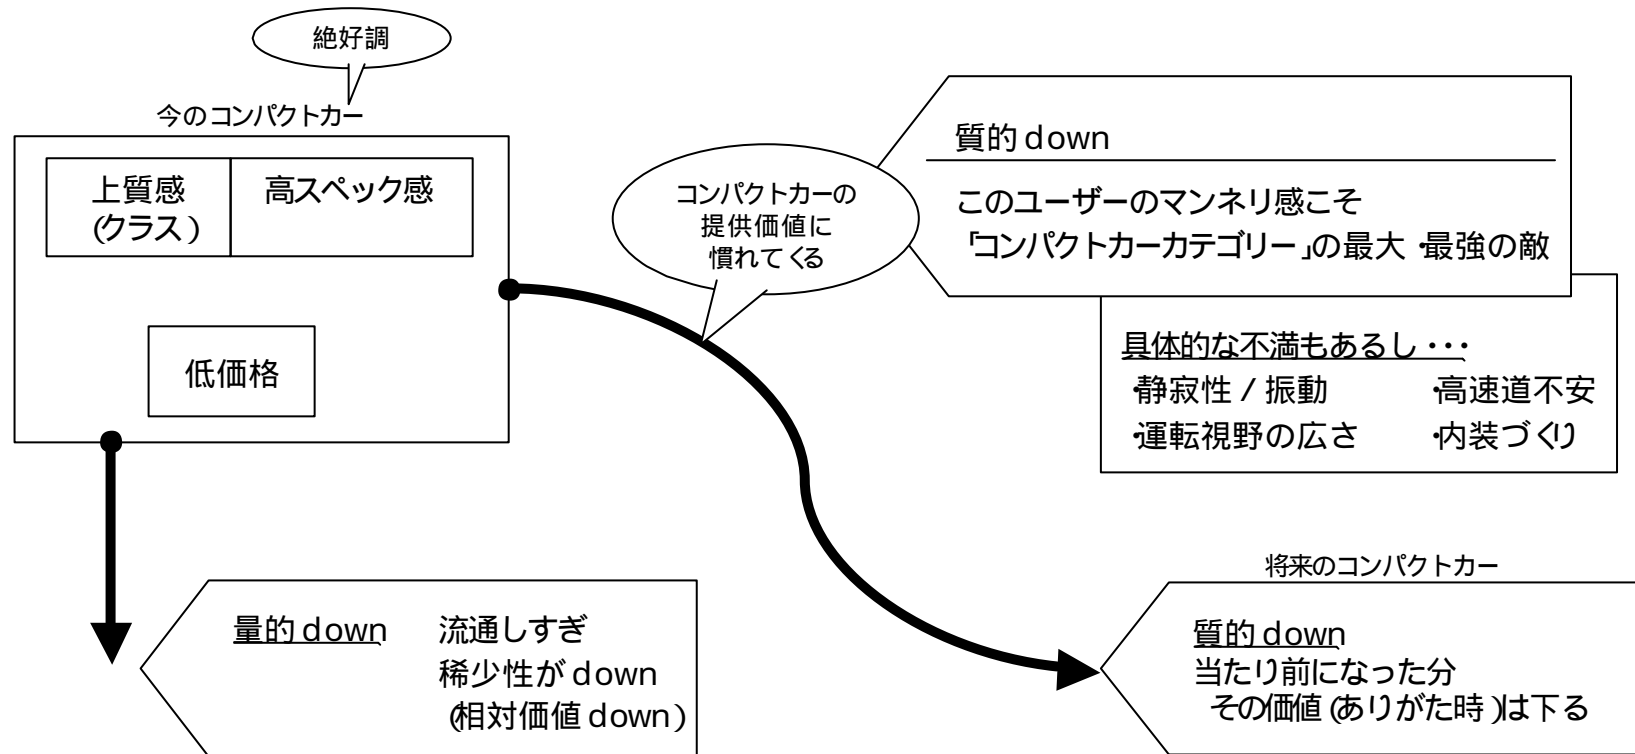 絶好調
今のコンパクトカー
上質感
(クラス)
高スペック感
低価格
コンパクトカーの
提供価値に
慣れてくる
質的down
このユーザーのマンネリ感こそ
「コンパクトカーカテゴリー」の最大・最強の敵
具体的な不満もあるし・・・
・静寂性/振動 ・高速道不安
・運転視野の広さ ・内装づくり
量的down 流通しすぎ
稀少性がdown
(相対価値down)
将来のコンパクトカー
質的down
当たり前になった分
その価値(ありがた時)は下る